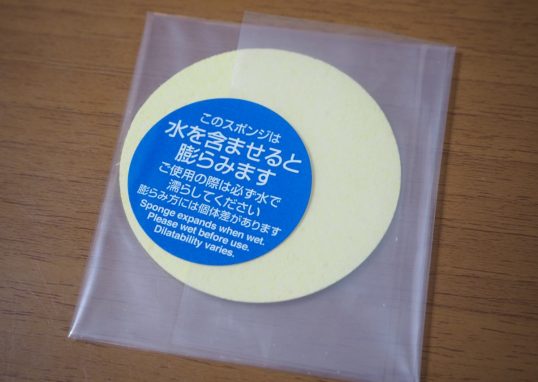 このスポンジは
水を含ませると
膨らみます
ご使用の際は必ず水で
濡らしてください
膨らみ方には個体差があります
Sponge expands when wet.
Please wet before use.
Dilatability varies.